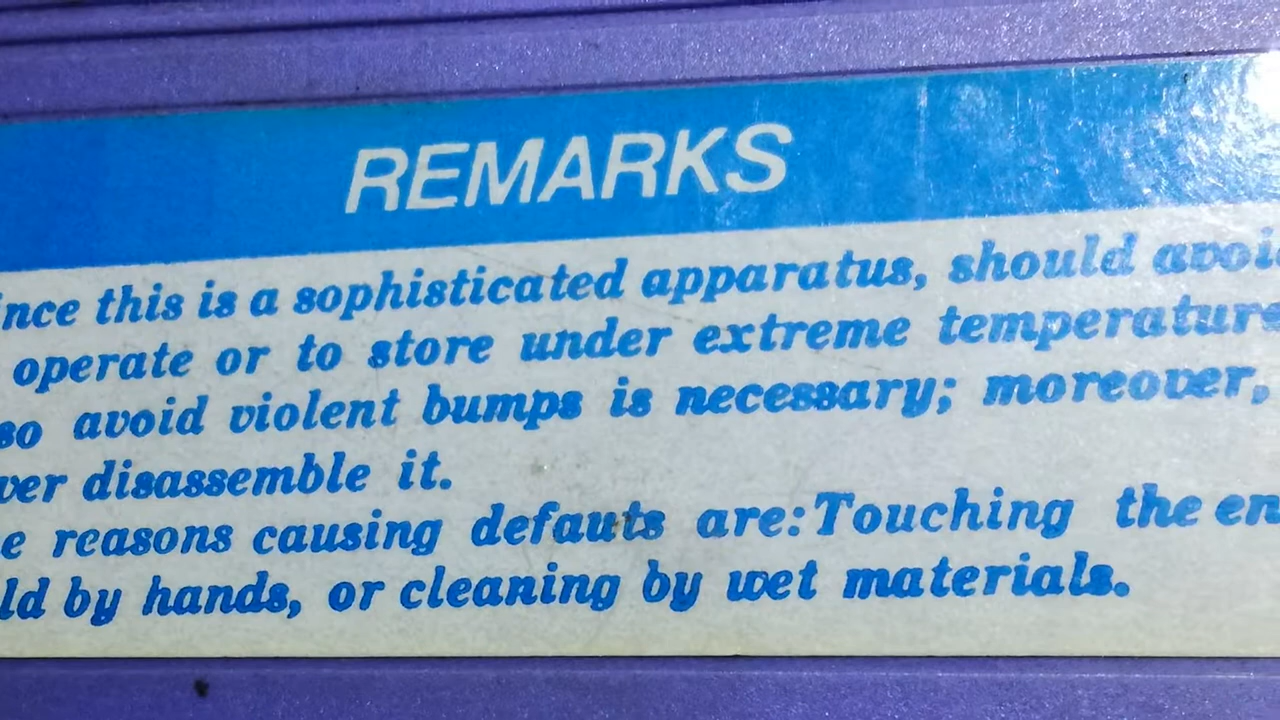 REMARKS
ince this is a sophisticated apparatus, should avoi
operate or to store under extreme temperature
so avoid violent bumps is necessary; moreover,
ver disassemble it.
e reasons causing defauts are:Touching the en
ld by hands, or cleaning by wet materials.